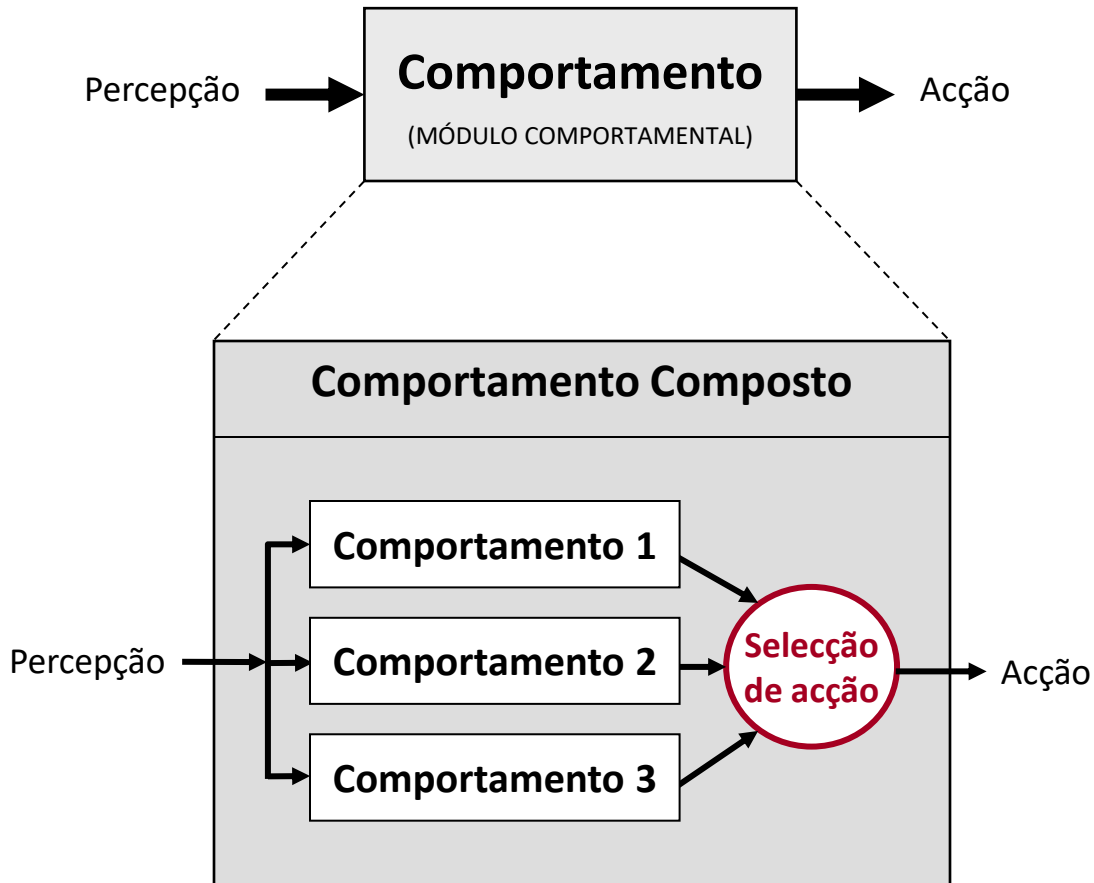 Percepção
Comportamento
(MÓDULO COMPORTAMENTAL)
Acção
Comportamento Composto
Comportamento 1
Comportamento 2
Comportamento 3
Percepção
Selecção
de acção
Acção